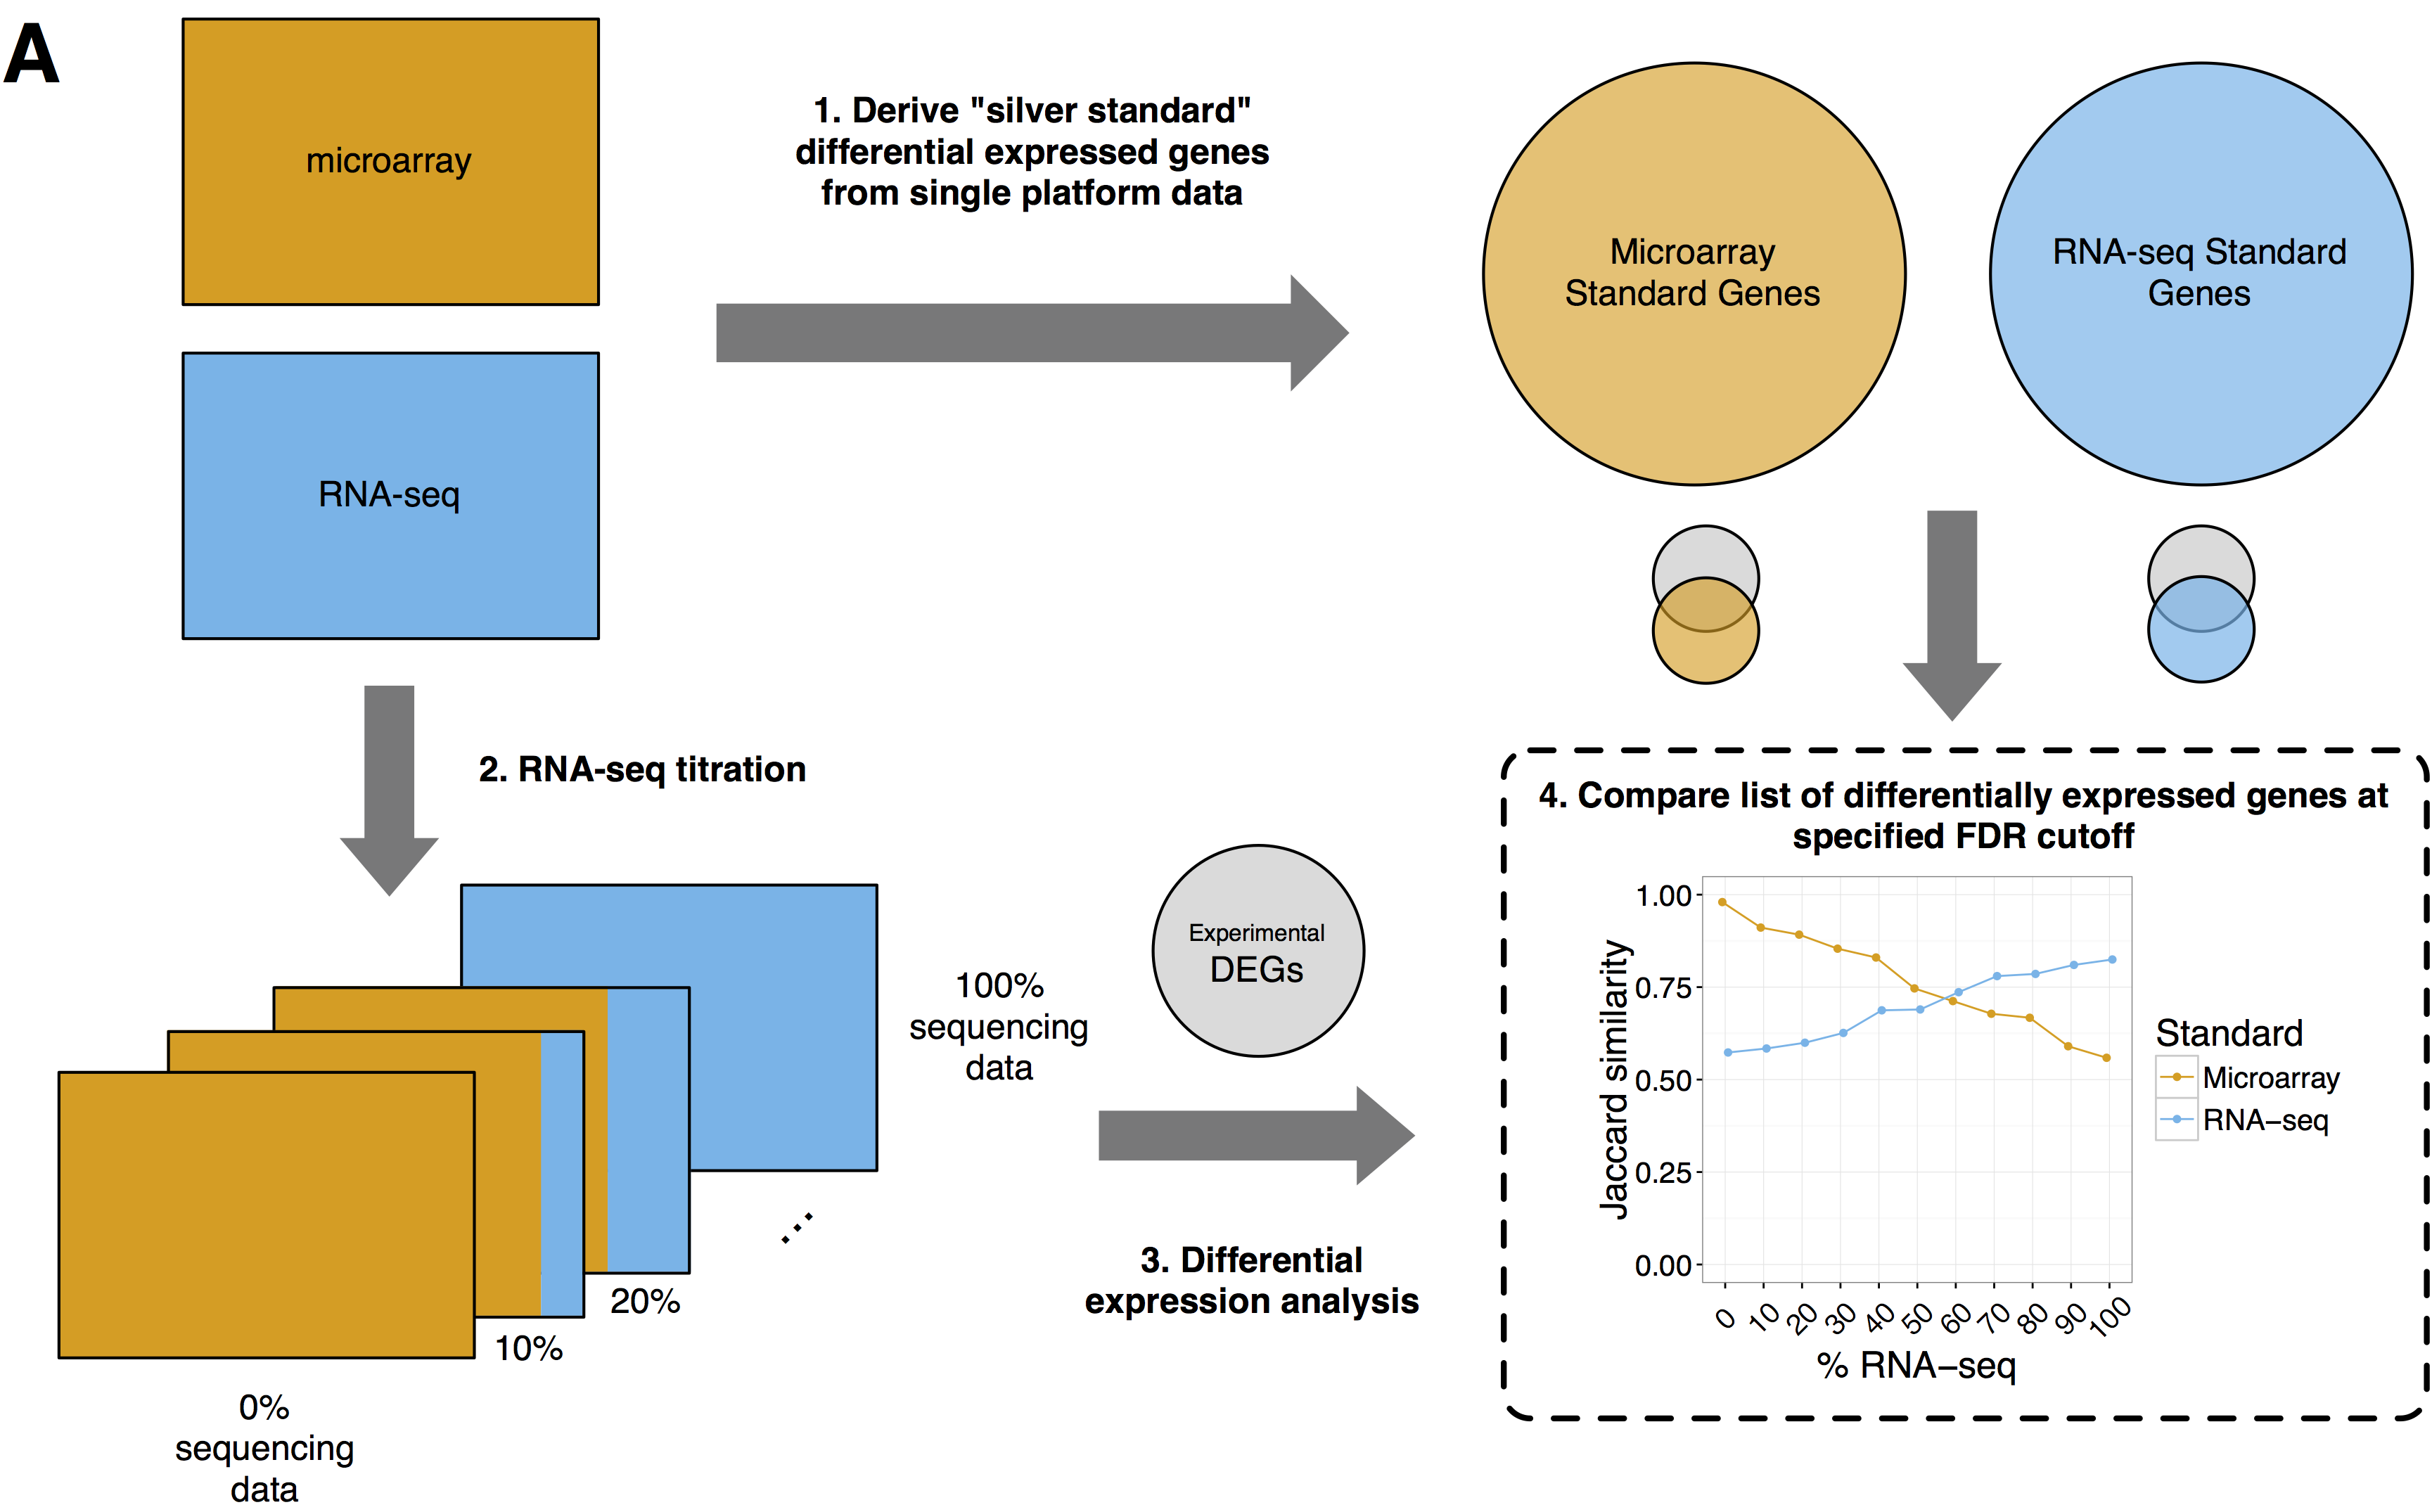 A
microarray
RNA-seq
1. Derive "silver standard"
differential expressed genes
from single platform data
Microarray
Standard Genes
RNA-seq Standard
Genes
2. RNA-seq titration
100%
sequencing
data
20%
10%
0%
sequencing
data
Experimental
DEGs
3. Differential
expression analysis
4. Compare list of differentially expressed genes at
specified FDR cutoff
Jaccard similarity
1.00
0.75
0.50
0.25
0.00
0 10 20 30 40 50 60 70 80 90 100
% RNA−seq
Standard
Microarray
RNA−seq